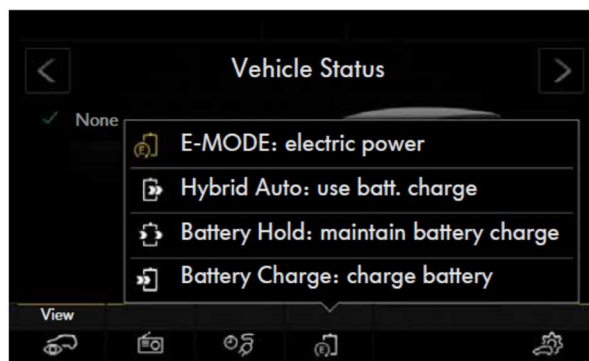 Vehicle Status
None
E-MODE: electric power
Hybrid Auto: use batt. charge
Battery Hold: maintain battery charge
Battery Charge: charge battery
View